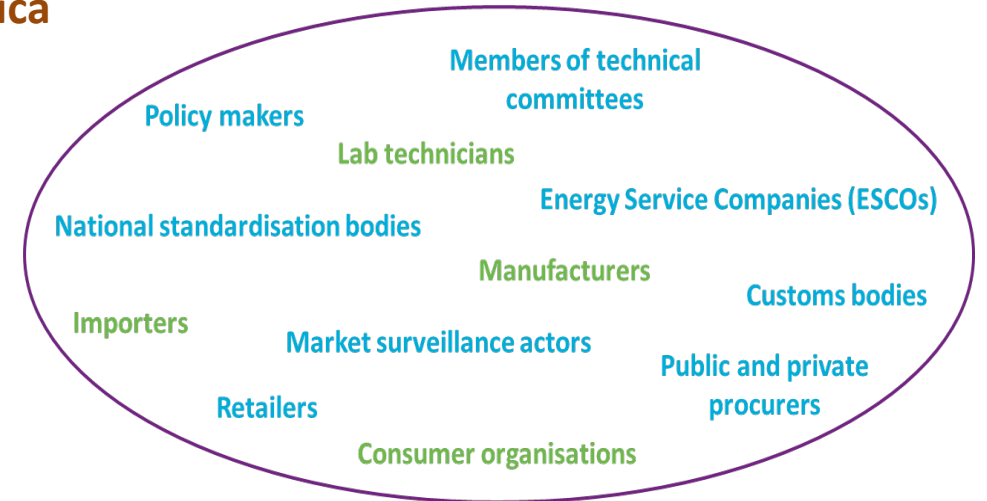 ica
Members of technical
committees
Policy makers
Lab technicians
Energy Service Companies (ESCOs)
National standardisation bodies
Manufacturers
Customs bodies
Importers
Market surveillance actors
Public and private
procurers
Retailers
Consumer organisations